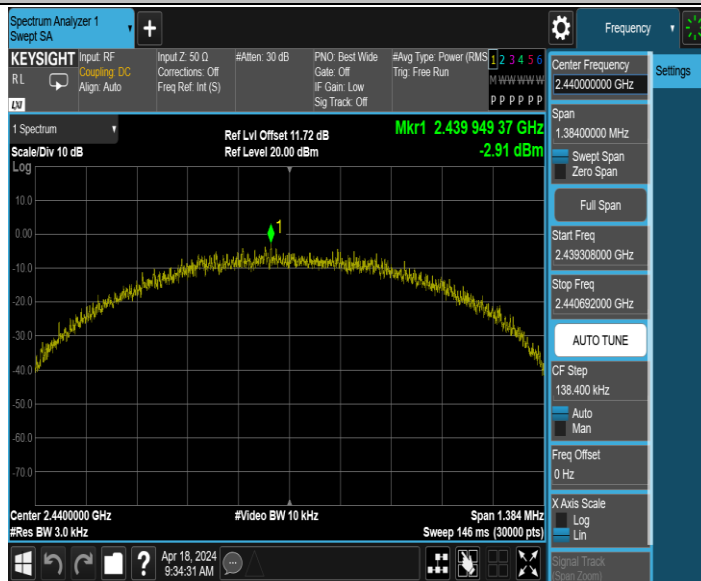 Spectrum Analyzer 1
Swept SA
+
Frequency
KEYSIGHT
RL
LXI
Input: RF
Coupling: DC
Align: Auto
Input Z: 50 Ω
Corrections: Off
Freq Ref: Int (S)
#Atten: 30 dB
PNO: Best Wide
Gate: Off
IF Gain: Low
Sig Track: Off
#Avg Type: Power (RMS
Trig: Free Run
1 2 3 4 5 6
M W W W W W
P P P P P P
1 Spectrum
Scale/Div 10 dB
Log
Ref Lvl Offset 11.72 dB
Ref Level 20.00 dBm
Mkr1 2.439 949 37 GHz
-2.91 dBm
10.0
0.00
-10.0
-20.0
-30.0
-40.0
-50.0
-60.0
-70.0
1
Center 2.4400000 GHz
#Res BW 3.0 kHz
#Video BW 10 kHz
Span 1.384 MHz
Sweep 146 ms (30000 pts)
Center Frequency
2.440000000 GHz
Settings
Span
1.38400000 MHz
Swept Span
Zero Span
Full Span
Start Freq
2.439308000 GHz
Stop Freq
2.440692000 GHz
AUTO TUNE
CF Step
138.400 kHz
Auto
Man
Freq Offset
0 Hz
X Axis Scale
Log
Lin
Signal Track
(Span Zoom)
?
Apr 18, 2024
9:34:31 AM